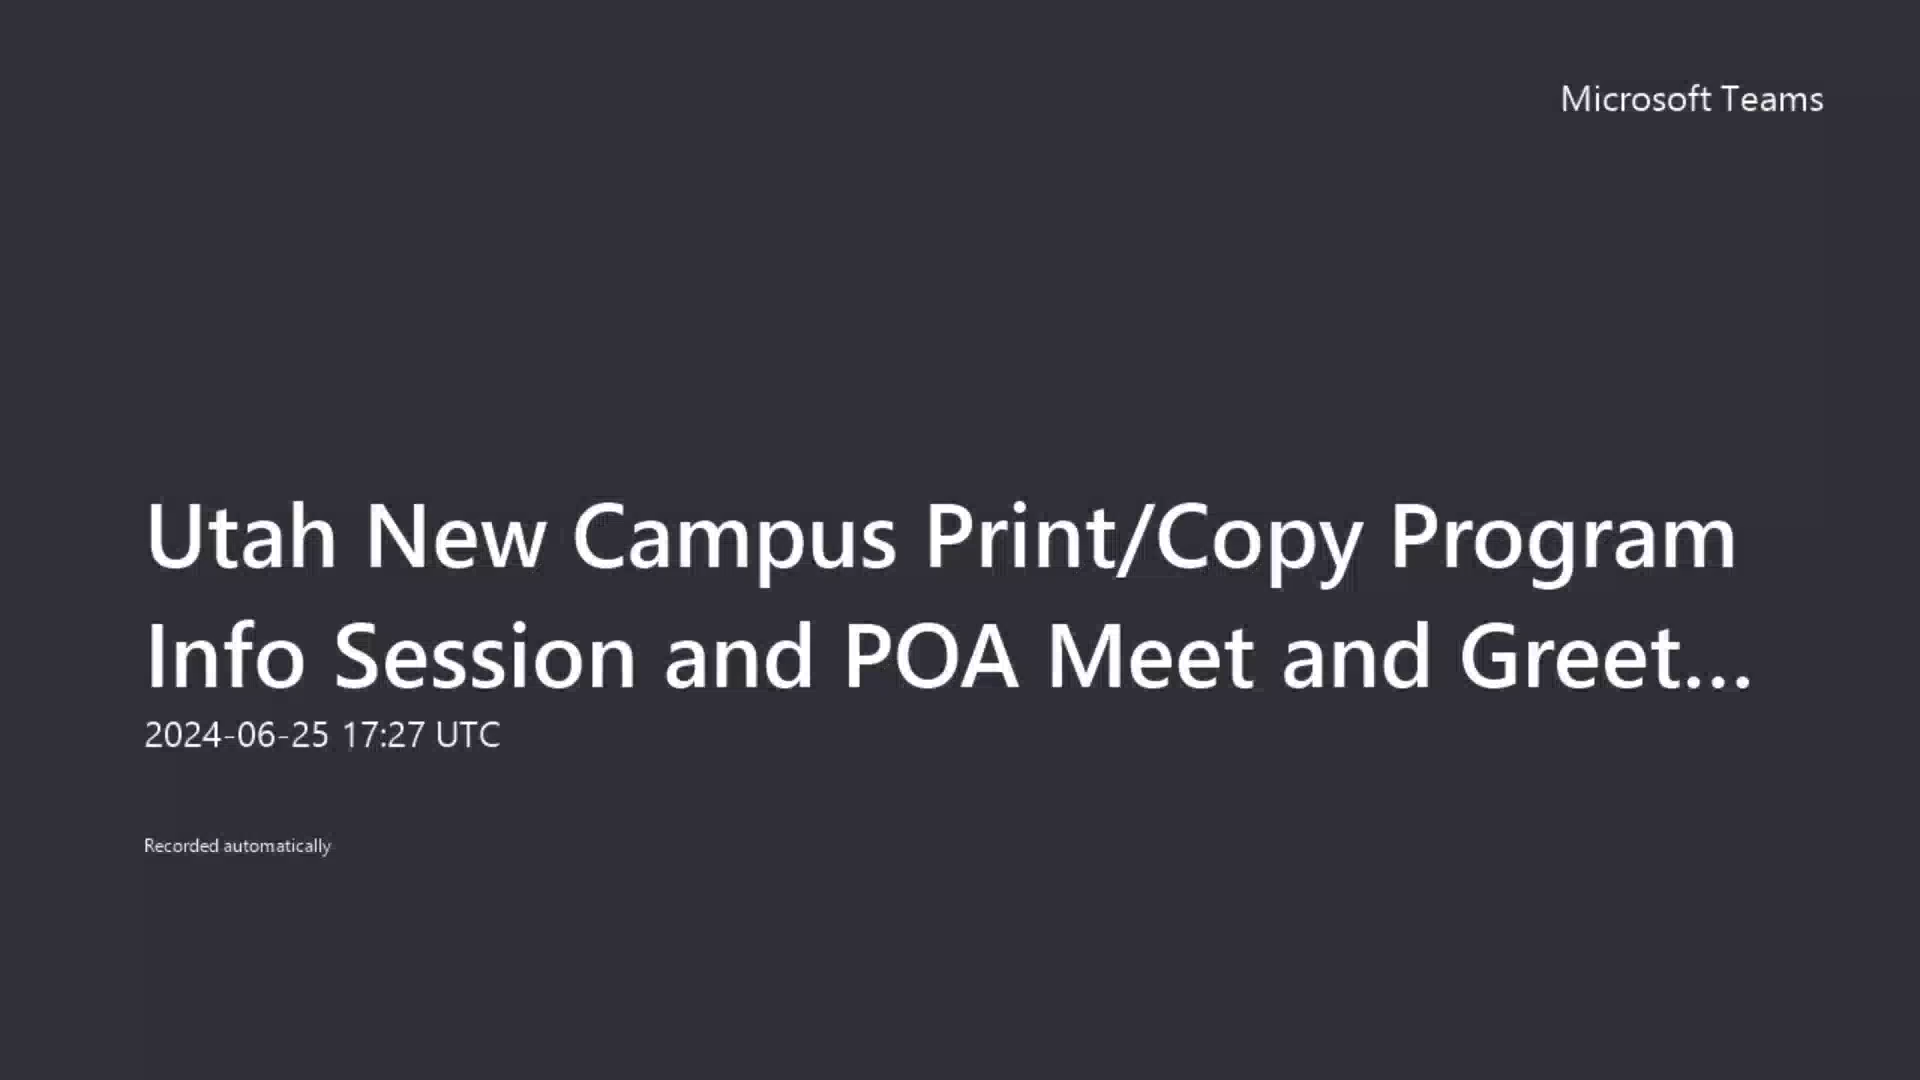 Microsoft Teams
Utah New Campus Print/Copy Program
Info Session and POA Meet and Greet...
2024-06-25 17:27 UTC
Recorded automatically